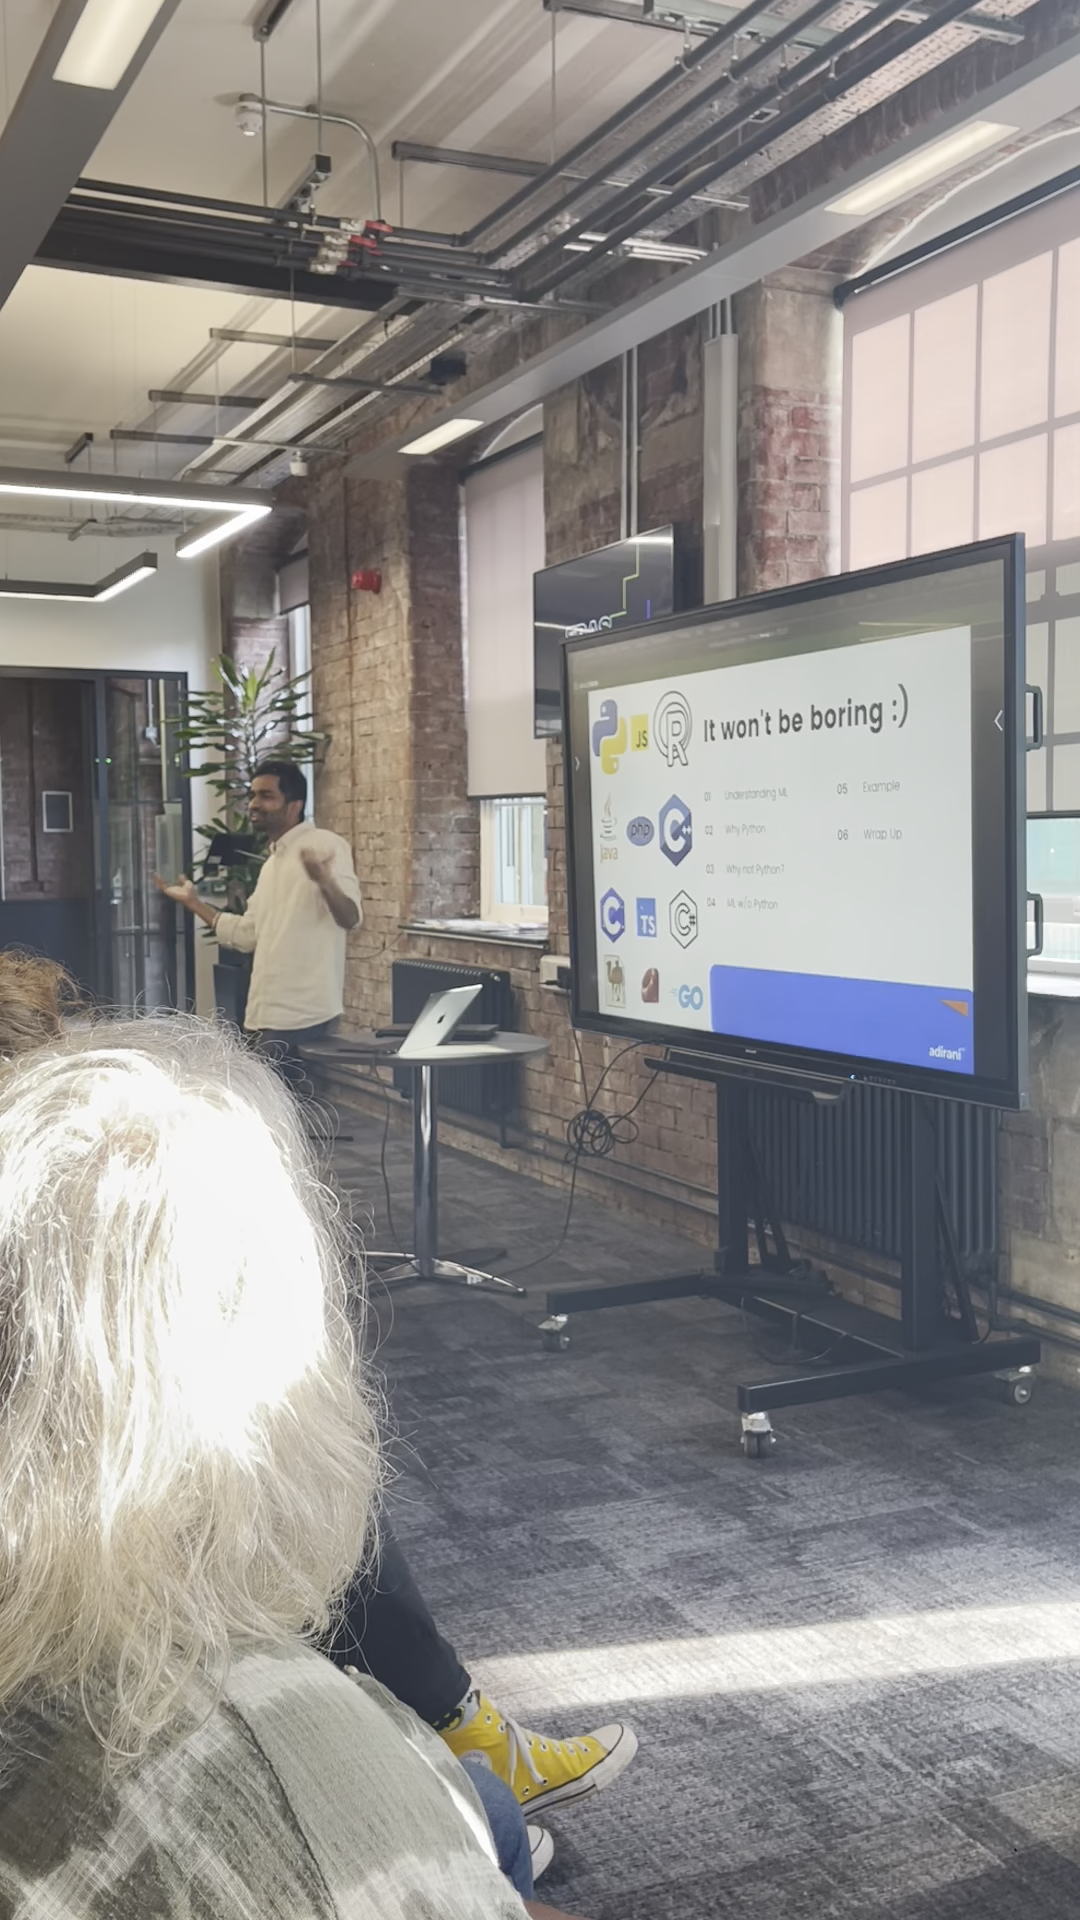 It won't be boring :)
JS
R
01 Understanding ML
05 Example
Java
php
C++
02 Why Python
06 Wrap Up
03 Why not Python?
C
TS
C#
04 ML w/o Python
GO
adirani